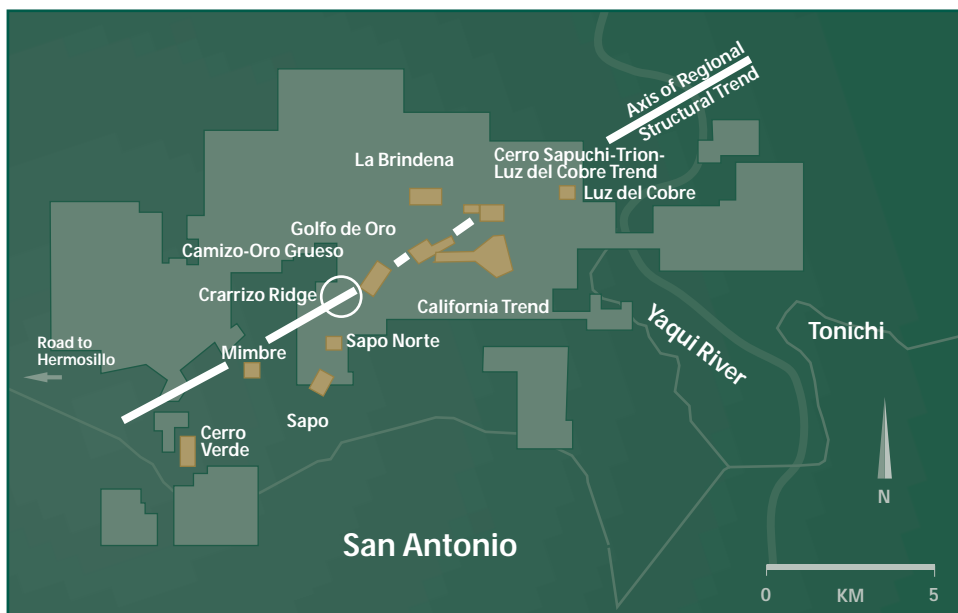 Axis of Regional
Structural Trend
La Brindena
Cerro Sapuchi-Trion-
Luz del Cobre Trend
Luz del Cobre
Golfo de Oro
Camizo-Oro Grueso
Crarrizo Ridge
California Trend
Road to
Hermosillo
Mimbre
Sapo Norte
Yaqui River
Tonichi
Sapo
Cerro
Verde
N
San Antonio
0
KM
5